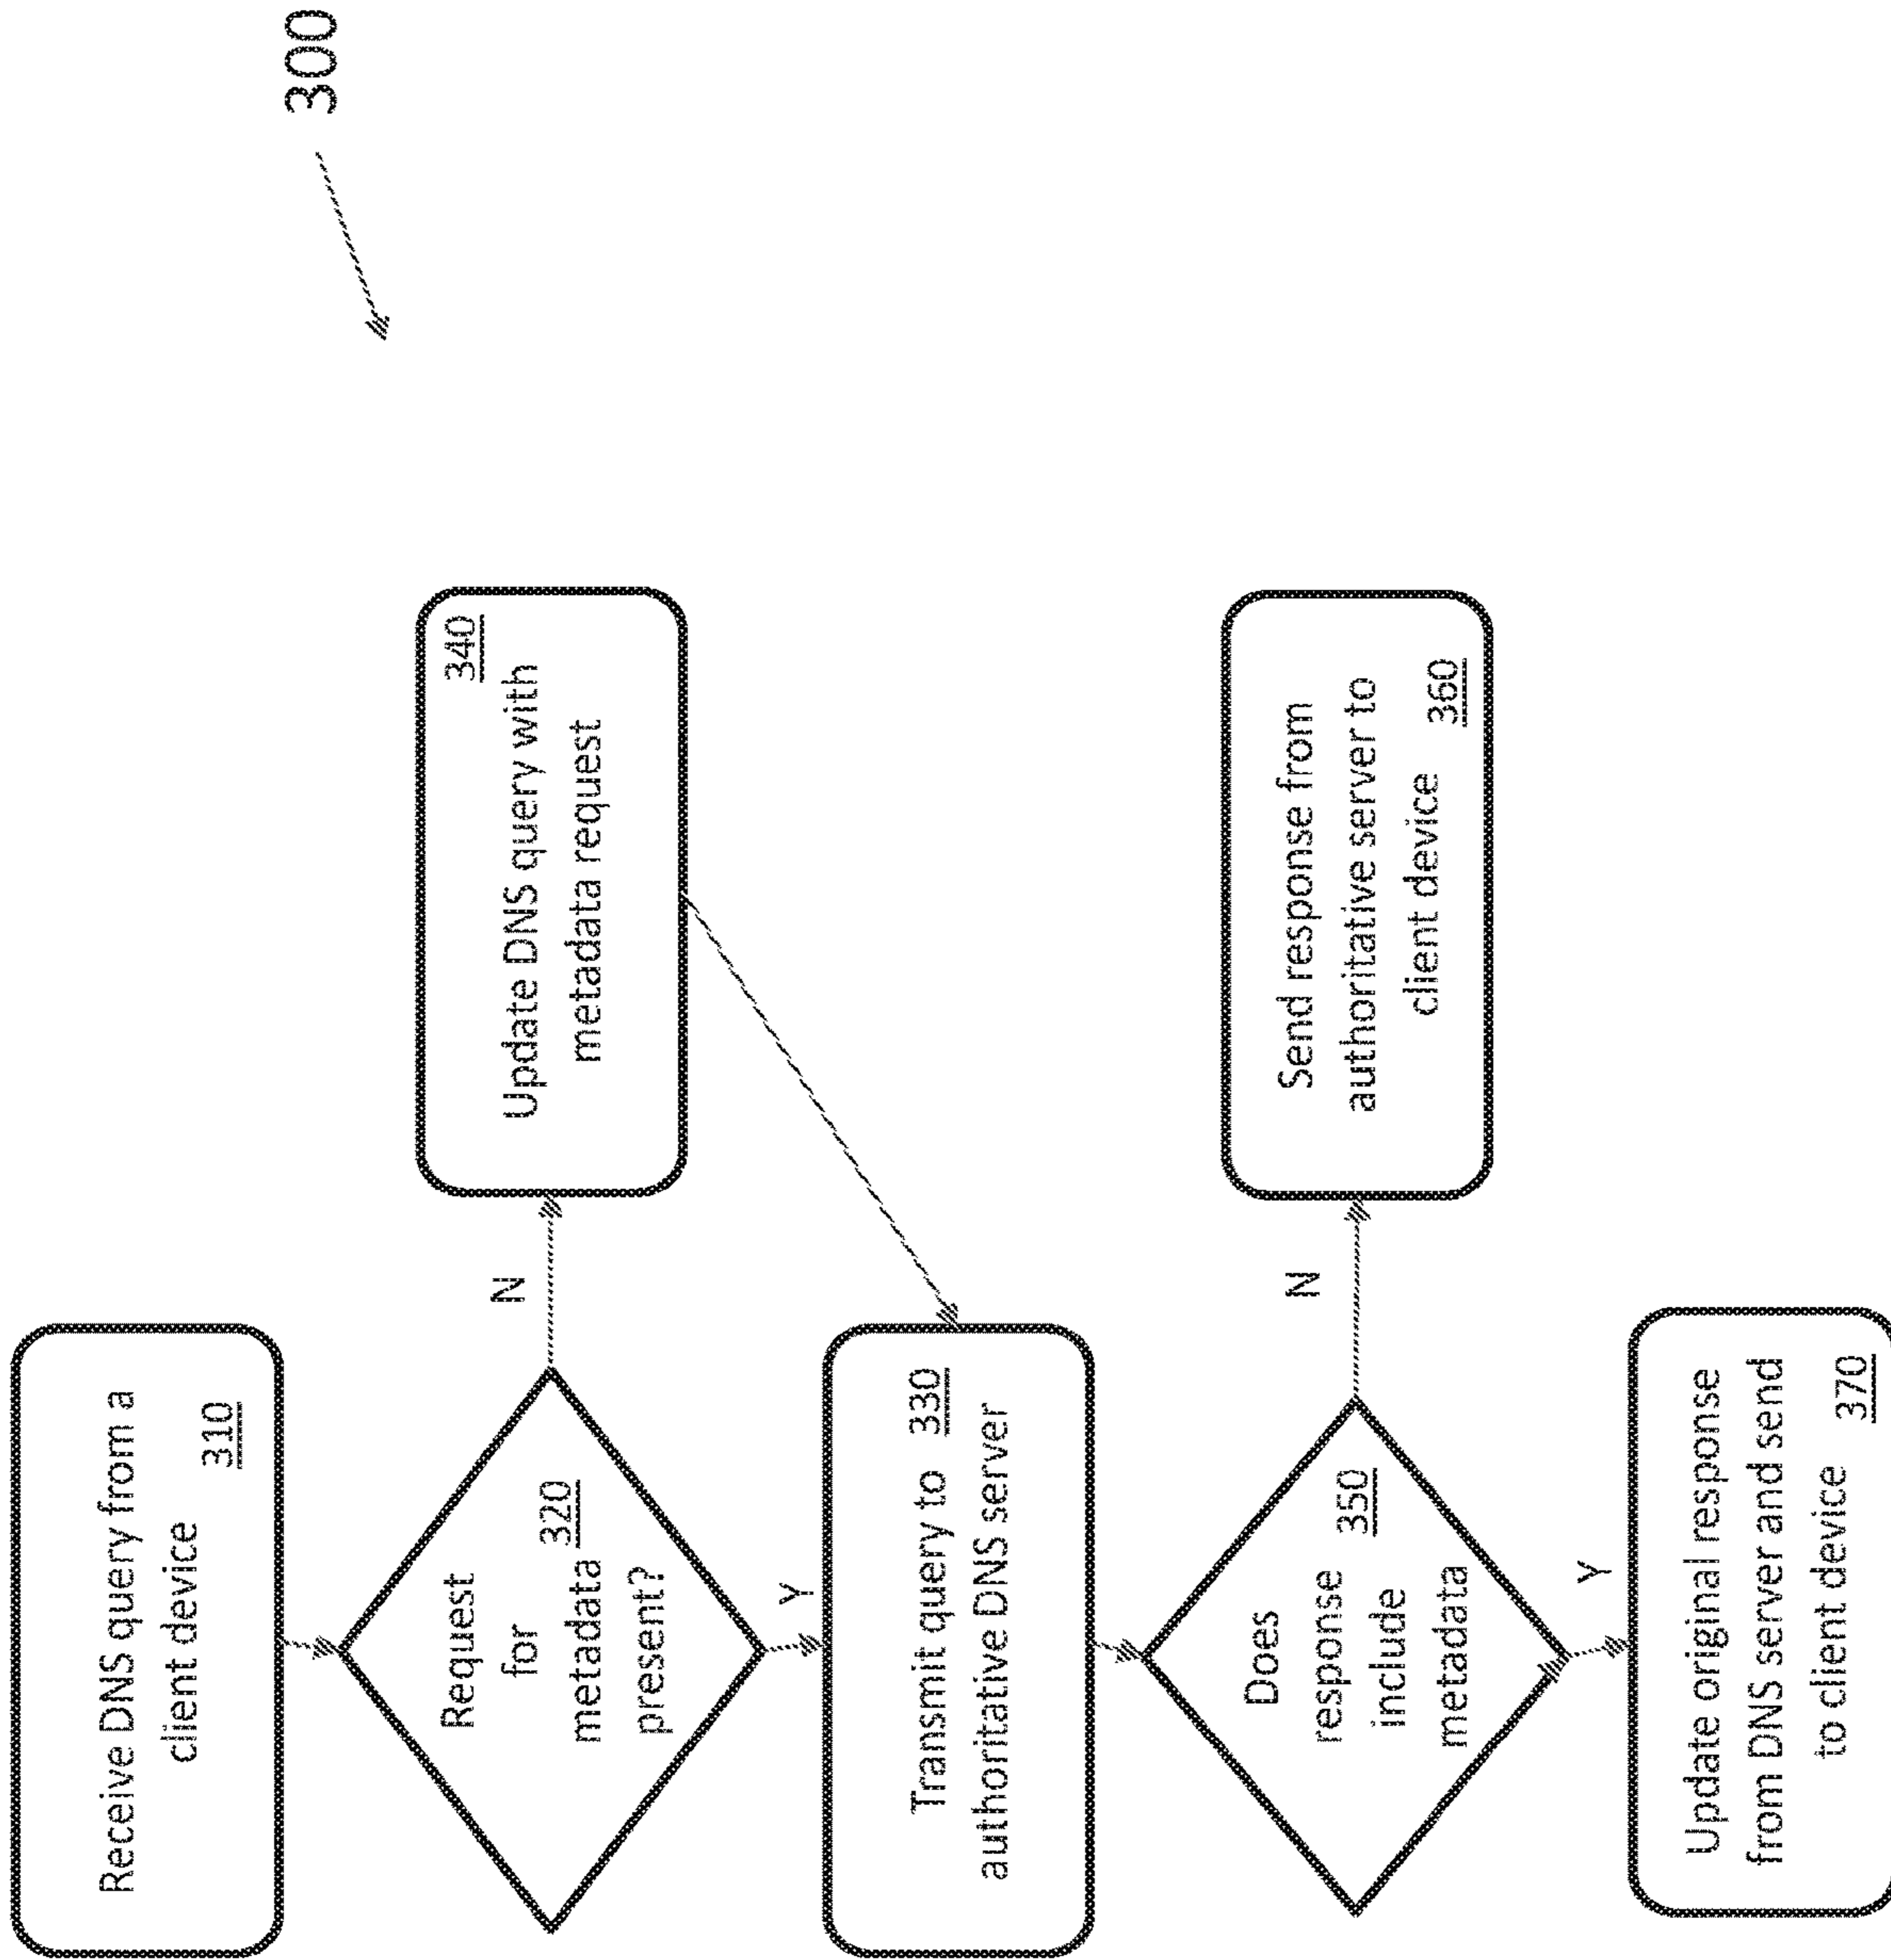 300
Receive DNS query from a
client device
310
Request
for
metadata
320
present?
N
340
Update DNS query with
metadata request
Y
Transmit query to 330
authoritative DNS server
Does
response
350
include
metadata
N
Send response from
authoritative server to
client device 360
Y
Update original response
from DNS server and send
to client device 370